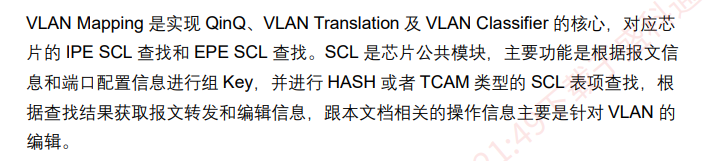 VLAN Mapping 是实现 QinQ、VLAN Translation 及 VLAN Classifier 的核心，对应芯
片的 IPE SCL 查找和 EPE SCL 查找。SCL 是芯片公共模块，主要功能是根据报文信
息和端口配置信息进行组 Key，并进行 HASH 或者 TCAM 类型的 SCL 表项查找，根
据查找结果获取报文转发和编辑信息，跟本文档相关的操作信息主要是针对 VLAN 的
编辑。